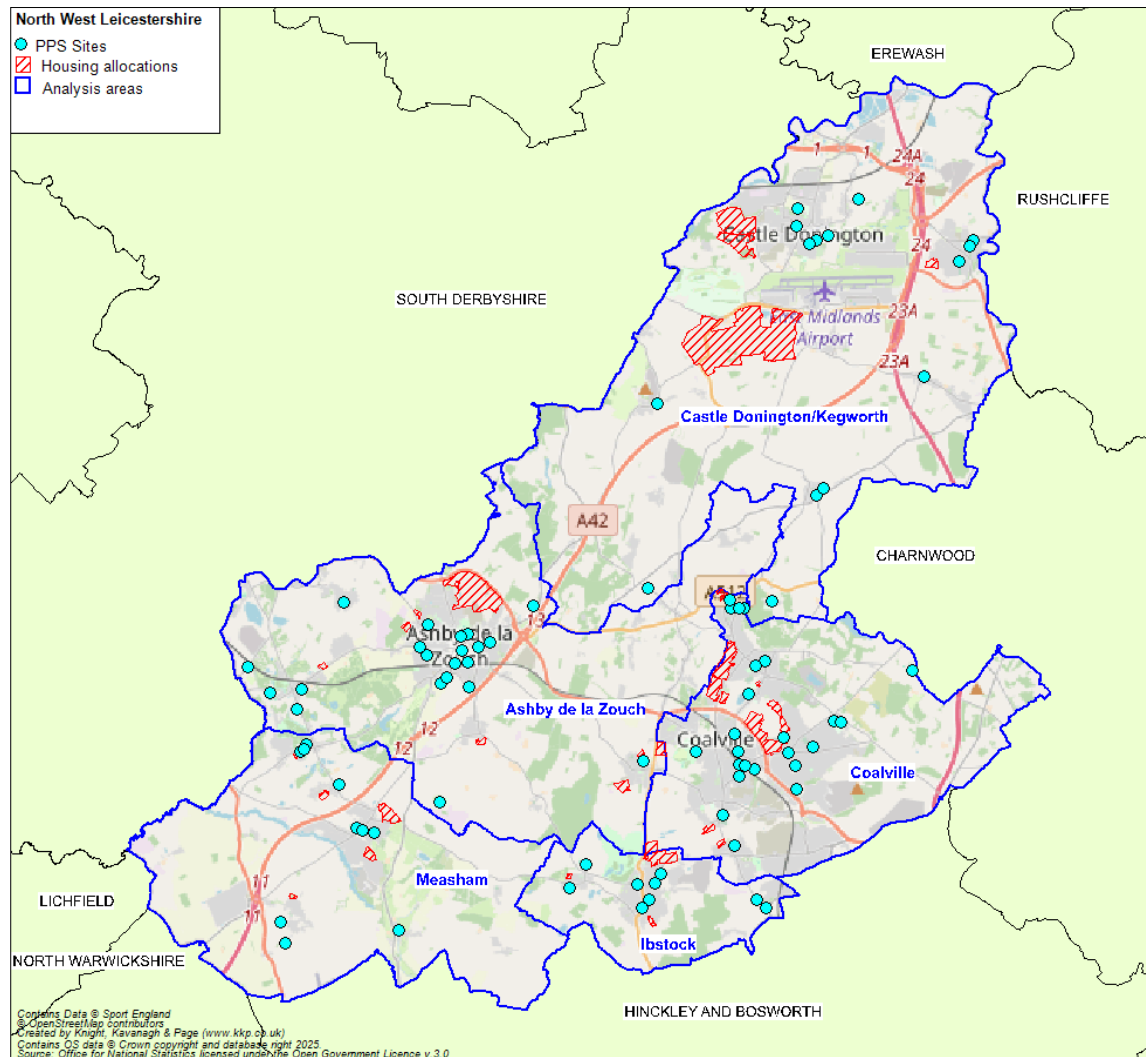 North West Leicestershire
PPS Sites
Housing allocations
Analysis areas
EREWASH
1
1
24A
24
24
RUSHCLIFFE
Castle Donington
SOUTH DERBYSHIRE
East Midlands
Airport
23A
23A
Castle Donington/Kegworth
A42
CHARNWOOD
A512
13
Ashby de la
Zouch
Ashby de la Zouch
12
12
Coalville
Coalville
Measham
11
11
LICHFIELD
Ibstock
NORTH WARWICKSHIRE
HINCKLEY AND BOSWORTH
Contains Data © Sport England
© OpenStreetMap contributors
Created by Knight, Kavanagh & Page (www.kkp.co.uk)
Contains OS data © Crown copyright and database right 2025.
Source: Office for National Statistics licensed under the Open Government Licence v.3.0